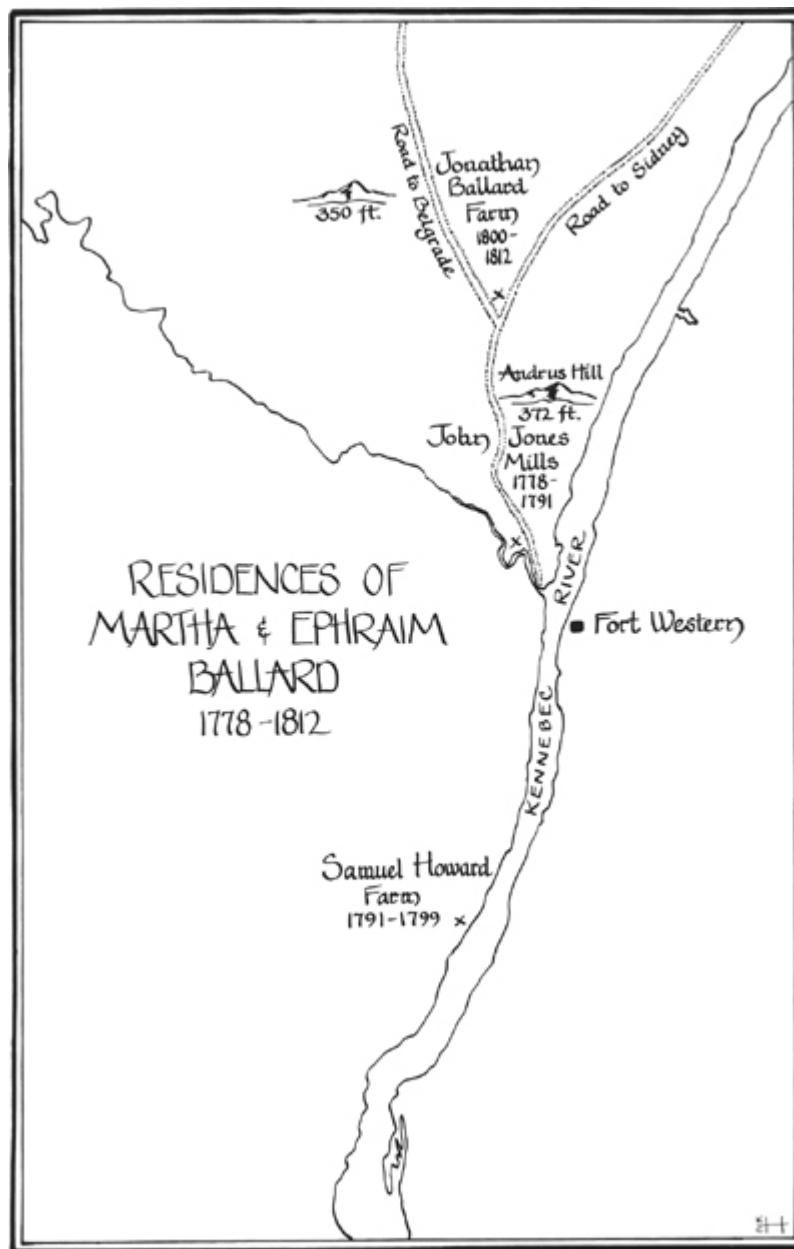 Road to Belgrade
Jonathan
Ballard
Farm
1800-
1812
Road to Sidney
350 ft.
Andrus Hill
372 ft.
John Jones
Mills
1778-
1791
RESIDENCES OF
MARTHA & EPHRAIM
BALLARD
1778-1812
KENNEBEC RIVER
Fort Western
Samuel Howard
Farm
1791-1799